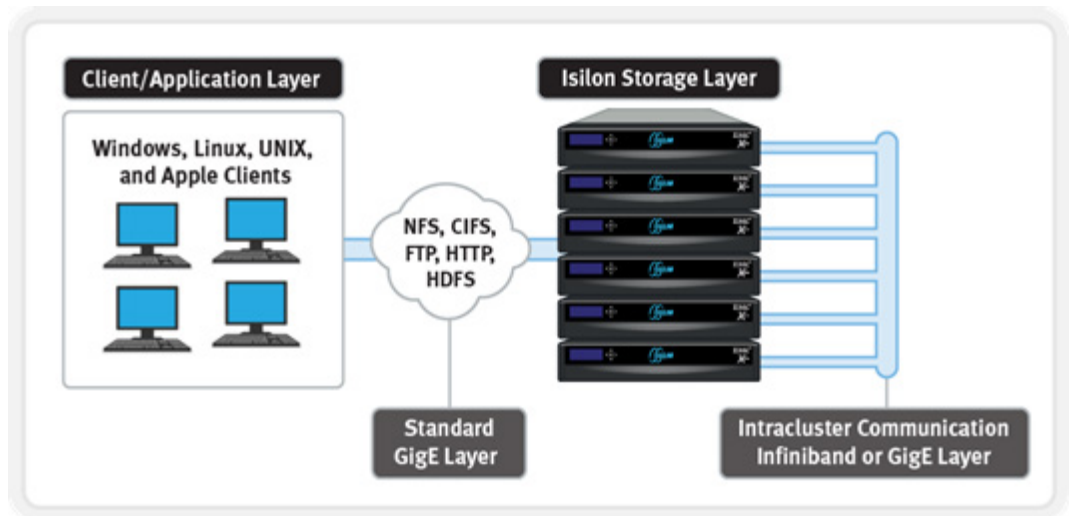 Client/Application Layer
Windows, Linux, UNIX,
and Apple Clients
NFS, CIFS,
FTP, HTTP,
HDFS
Standard
GigE Layer
Isilon Storage Layer
Intracluster Communication
Infiniband or GigE Layer